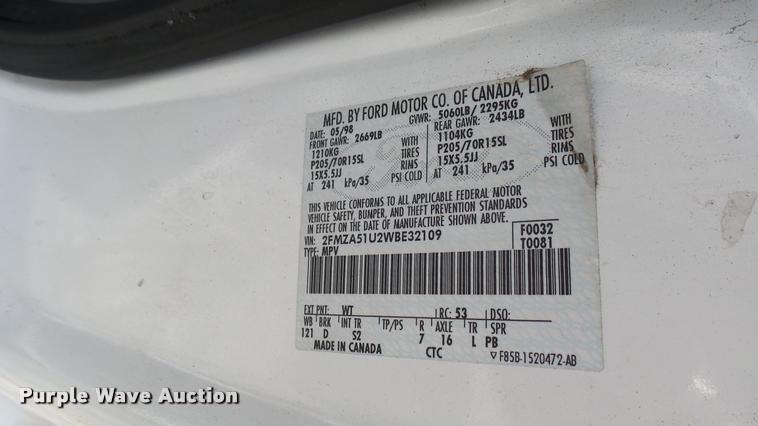 MFD. BY FORD MOTOR CO. OF CANADA, LTD.
DATE: 05/98 GVWR: 5060LB/ 2295KG
FRONT GAWR: 2669LB REAR GAWR: 2434LB
1210KG 1104KG
P205/70R15SL TIRES P205/70R15SL TIRES
15X5.5JJ RIMS 15X5.5JJ RIMS
AT 241 kPa/35 PSI COLD AT 241 kPa/35 PSI COLD
THIS VEHICLE CONFORMS TO ALL APPLICABLE FEDERAL MOTOR
VEHICLE SAFETY, BUMPER, AND THEFT PREVENTION STANDARDS
IN EFFECT ON THE DATE OF MANUFACTURE SHOWN ABOVE.
VIN: 2FMZA51U2WBE32109 F0032
TYPE: MPV T0081
EXT PNT: WT RC: 53 DSO:
WB BRK INT TR TP/PS R AXLE TR SPR
121 D S2 7 16 L PB
MADE IN CANADA CTC F85B-1520472-AB
Purple Wave Auction